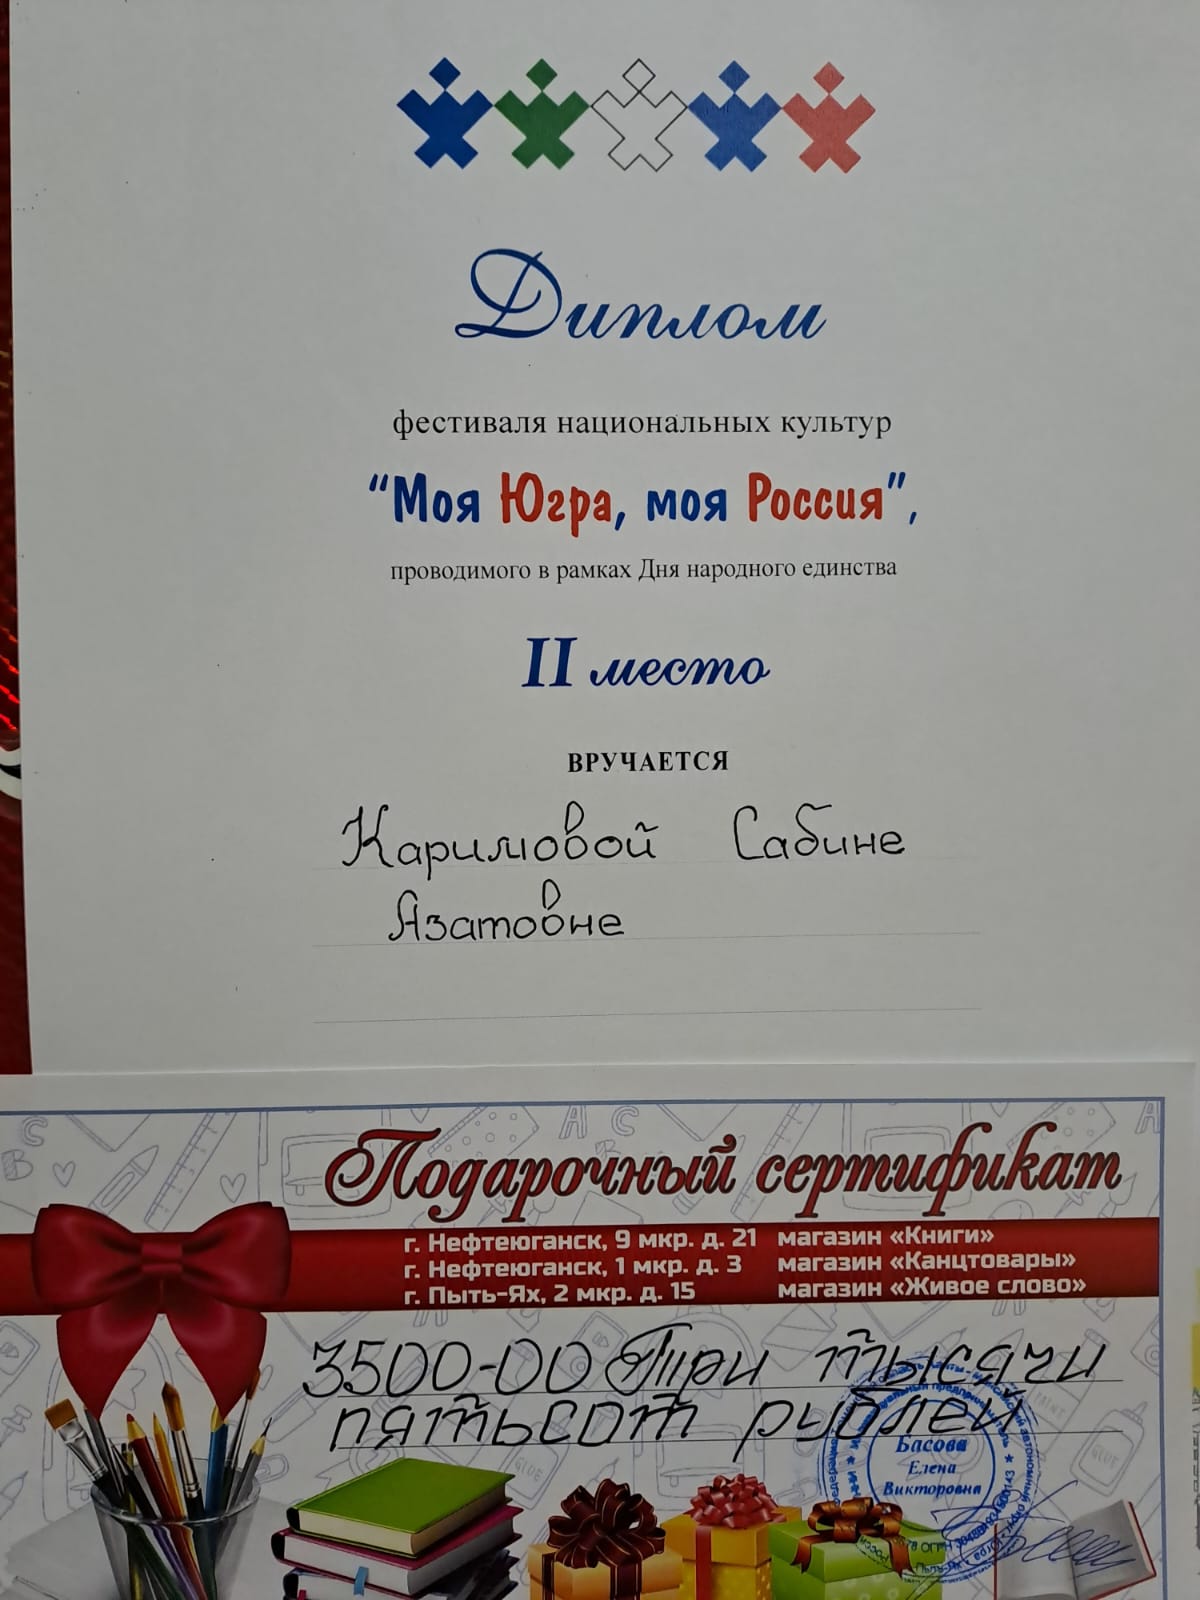 Диплом
фестиваля национальных культур
“Моя Югра, моя Россия”,
проводимого в рамках Дня народного единства
II место
ВРУЧАЕТСЯ
Каримовой Сабине
Азатовне
Подарочный сертификат
г. Нефтеюганск, 9 мкр. д. 21 магазин «Книги»
г. Нефтеюганск, 1 мкр. д. 3 магазин «Канцтовары»
г. Пыть-Ях, 2 мкр. д. 15 магазин «Живое слово»
3500-00 Три тысячи
пятьсот рублей
Басова
Елена
Викторовна